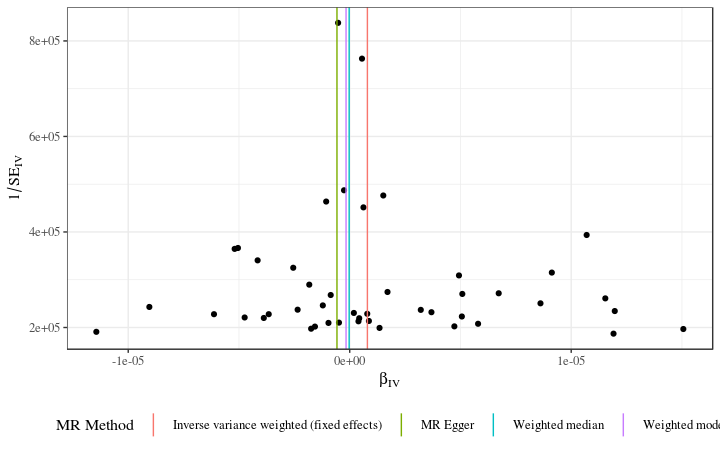 8e+05
6e+05
4e+05
2e+05
1/SE_IV
-1e-05 0e+00 1e-05
β_IV
MR Method Inverse variance weighted (fixed effects) MR Egger Weighted median Weighted mod